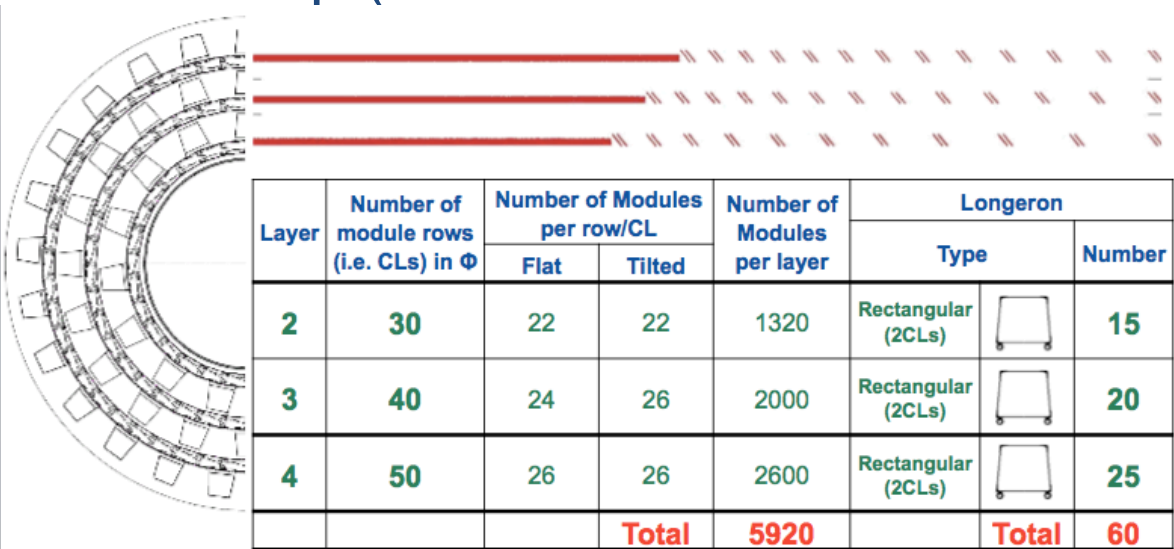 Layer
Number of
module rows
(i.e. CLs) in Φ
Number of Modules
per row/CL
Flat
Tilted
Number of
Modules
per layer
Longeron
Type
Number
2
30
22
22
1320
Rectangular
(2CLs)
15
3
40
24
26
2000
Rectangular
(2CLs)
20
4
50
26
26
2600
Rectangular
(2CLs)
25
Total
5920
Total
60